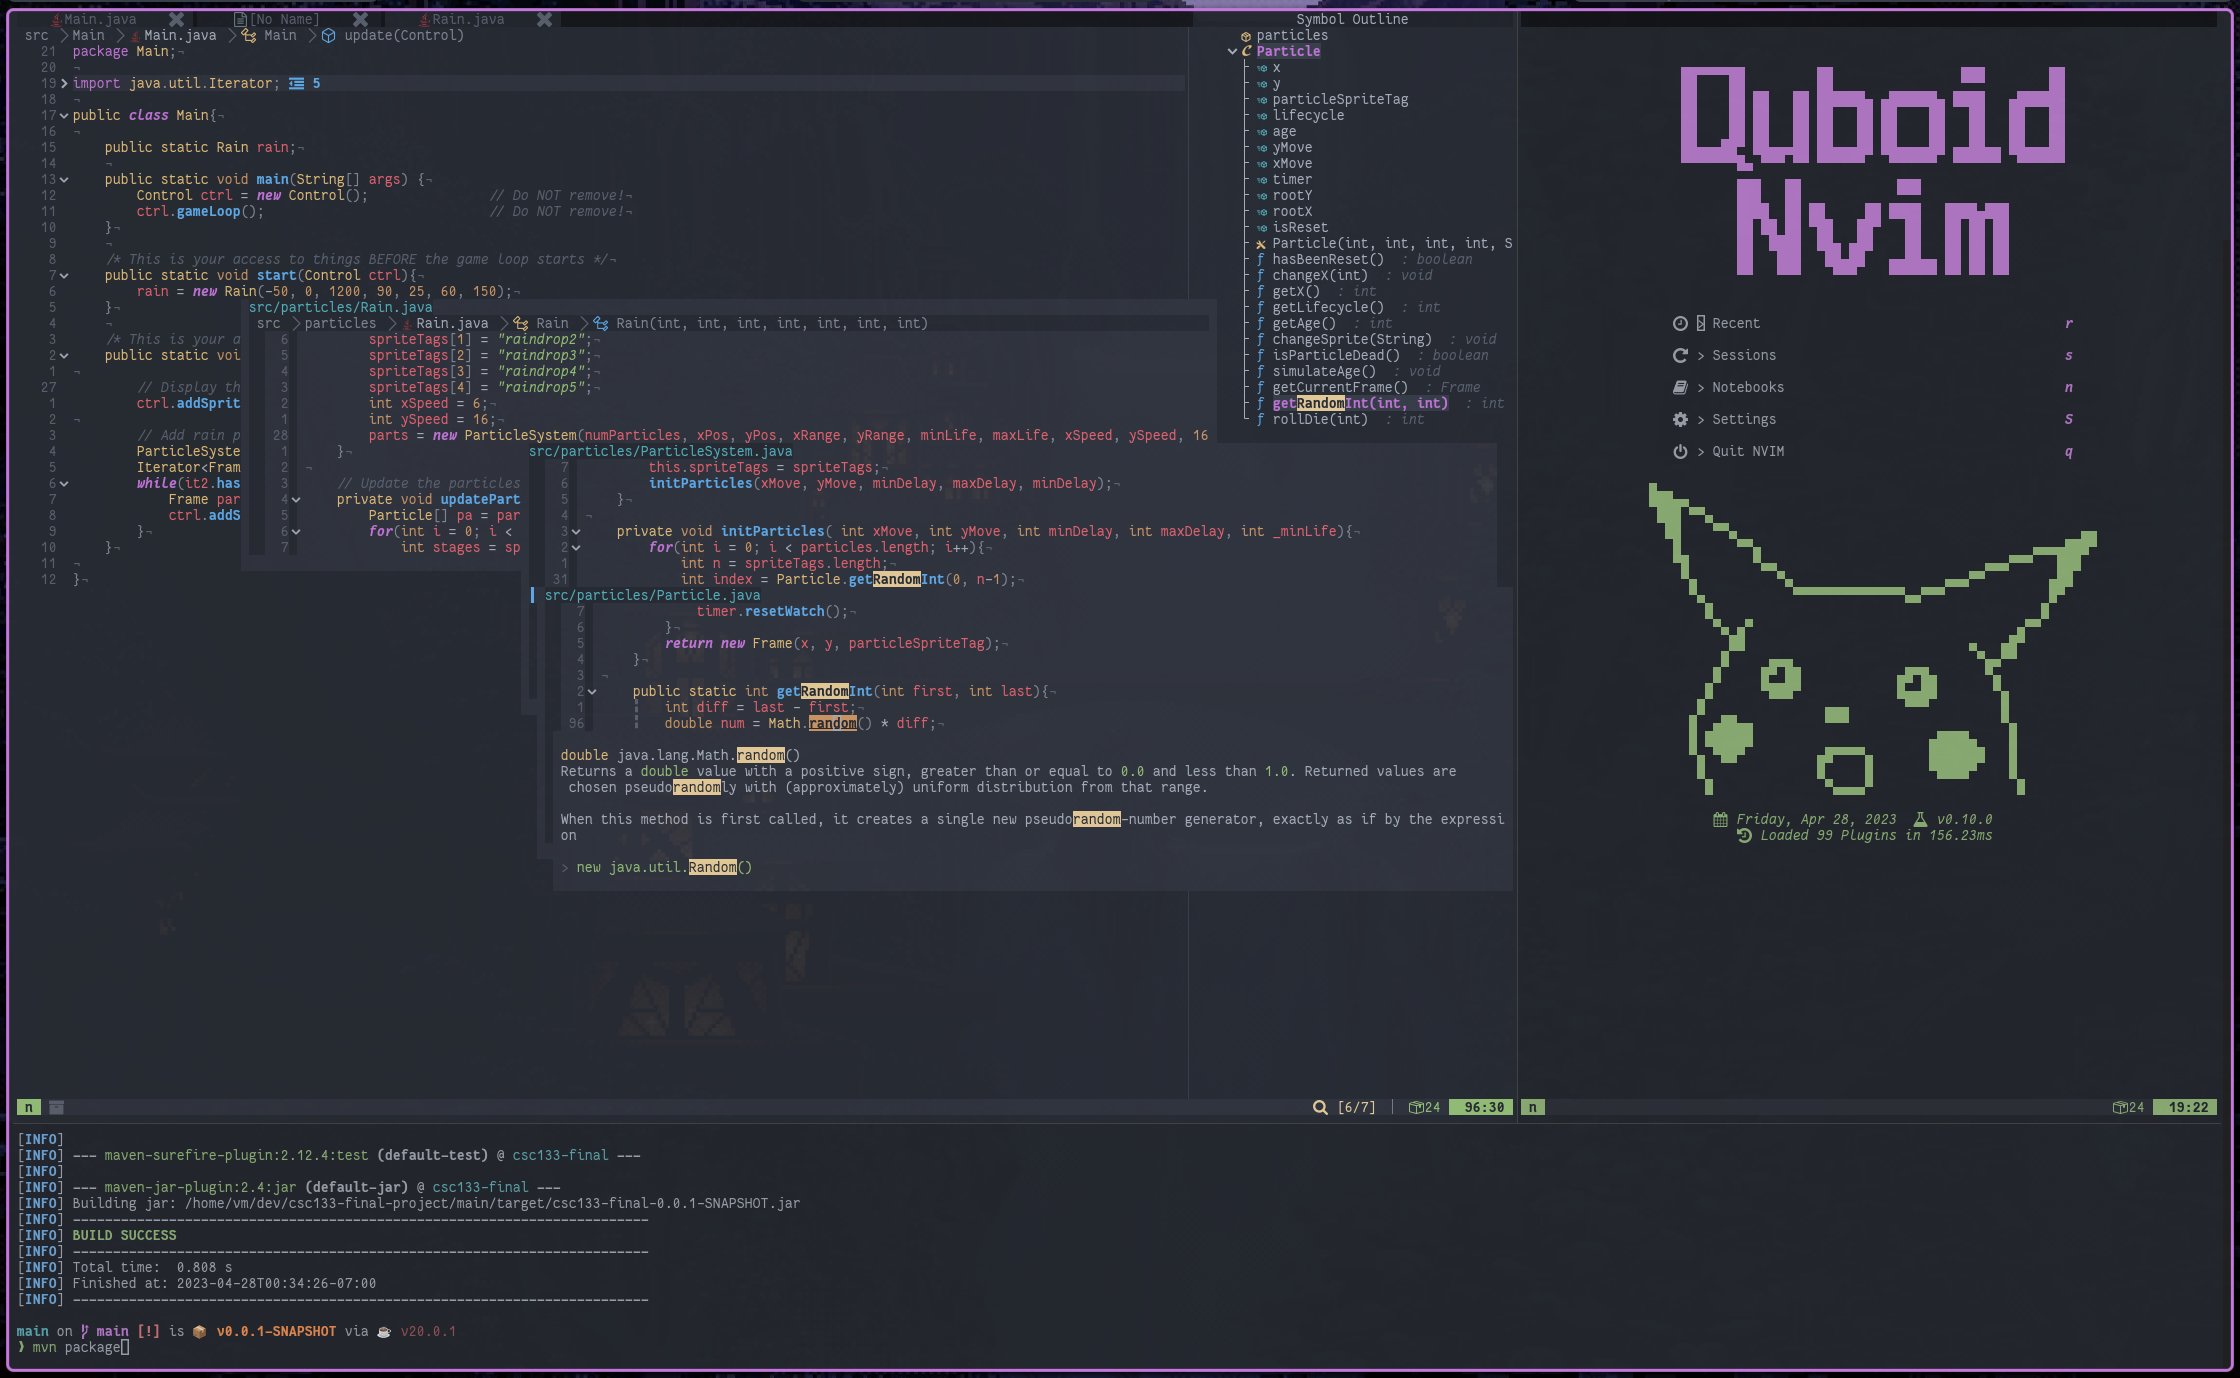 Main.java
[No Name]
Rain.java
src > Main > Main.java > Main > update(Control)
21 package Main;¬
20 ¬
19 import java.util.Iterator; 5
18 ¬
17 public class Main{¬
16 ¬
15 public static Rain rain;¬
14 ¬
13 public static void main(String[] args) {¬
12 Control ctrl = new Control(); // Do NOT remove!¬
11 ctrl.gameLoop(); // Do NOT remove!¬
10 }¬
9 ¬
8 /* This is your access to things BEFORE the game loop starts */¬
7 public static void start(Control ctrl){¬
6 rain = new Rain(-50, 0, 1200, 90, 25, 60, 150);¬
5 }¬
4 ¬
3 /* This is your a
2 public static voi
1 ¬
27 // Display th
1 ctrl.addSprit
2 ¬
3 // Add rain p
4 ParticleSyste
5 Iterator<Fram
6 while(it2.has
7 Frame par
8 ctrl.addS
9 }¬
10 }¬
11 ¬
12 }¬
src/particles/Rain.java
src > particles > Rain.java > Rain > Rain(int, int, int, int, int, int, int)
6 spriteTags[1] = "raindrop2";¬
5 spriteTags[2] = "raindrop3";¬
4 spriteTags[3] = "raindrop4";¬
3 spriteTags[4] = "raindrop5";¬
2 int xSpeed = 6;¬
1 int ySpeed = 16;¬
28 parts = new ParticleSystem(numParticles, xPos, yPos, xRange, yRange, minLife, maxLife, xSpeed, ySpeed, 16
1 }¬
2 ¬
3 // Update the particles
4 private void updatePart
5 Particle[] pa = par
6 for(int i = 0; i <
7 int stages = sp
src/particles/ParticleSystem.java
7 this.spriteTags = spriteTags;¬
6 initParticles(xMove, yMove, minDelay, maxDelay, minDelay);¬
5 }¬
4 ¬
3 private void initParticles( int xMove, int yMove, int minDelay, int maxDelay, int _minLife){¬
2 for(int i = 0; i < particles.length; i++){¬
1 int n = spriteTags.length;¬
31 int index = Particle.getRandomInt(0, n-1);¬
src/particles/Particle.java
7 timer.resetWatch();¬
6 }¬
5 return new Frame(x, y, particleSpriteTag);¬
4 }¬
3 ¬
2 public static int getRandomInt(int first, int last){¬
1 int diff = last - first;¬
96 double num = Math.random() * diff;¬
double java.lang.Math.random()
Returns a double value with a positive sign, greater than or equal to 0.0 and less than 1.0. Returned values are
chosen pseudorandomly with (approximately) uniform distribution from that range.
When this method is first called, it creates a single new pseudorandom-number generator, exactly as if by the expressi
on
> new java.util.Random()
Symbol Outline
particles
Particle
x
y
particleSpriteTag
lifecycle
age
yMove
xMove
timer
rootY
rootX
isReset
Particle(int, int, int, int, S
hasBeenReset() : boolean
changeX(int) : void
getX() : int
getLifecycle() : int
getAge() : int
changeSprite(String) : void
isParticleDead() : boolean
simulateAge() : void
getCurrentFrame() : Frame
getRandomInt(int, int) : int
rollDie(int) : int
Quboid
Nvim
> Recent r
> Sessions s
> Notebooks n
> Settings S
> Quit NVIM q
Friday, Apr 28, 2023 v0.10.0
Loaded 99 Plugins in 156.23ms
n [6/7] 24 96:30
n 24 19:22
[INFO]
[INFO] --- maven-surefire-plugin:2.12.4:test (default-test) @ csc133-final ---
[INFO]
[INFO] --- maven-jar-plugin:2.4:jar (default-jar) @ csc133-final ---
[INFO] Building jar: /home/vm/dev/csc133-final-project/main/target/csc133-final-0.0.1-SNAPSHOT.jar
[INFO] ------------------------------------------------------------------------
[INFO] BUILD SUCCESS
[INFO] ------------------------------------------------------------------------
[INFO] Total time:  0.808 s
[INFO] Finished at: 2023-04-28T00:34:26-07:00
[INFO] ------------------------------------------------------------------------
main on main [!] is v0.0.1-SNAPSHOT via v20.0.1
❯ mvn package